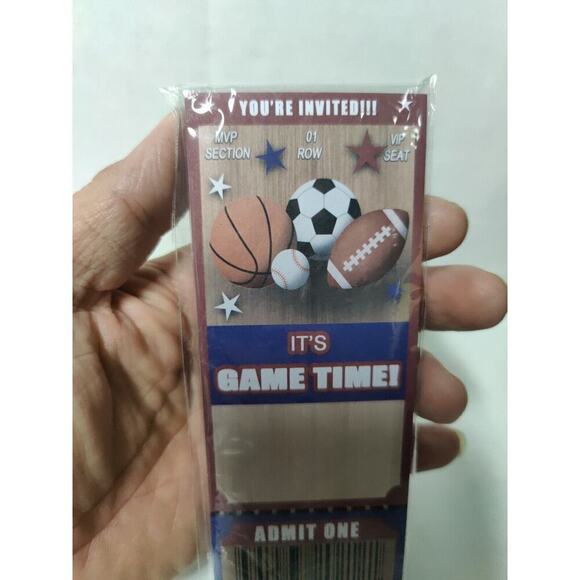 YOU'RE INVITED!!!
MVP 01 VIP
SECTION ROW SEAT
IT'S
GAME TIME!
ADMIT ONE